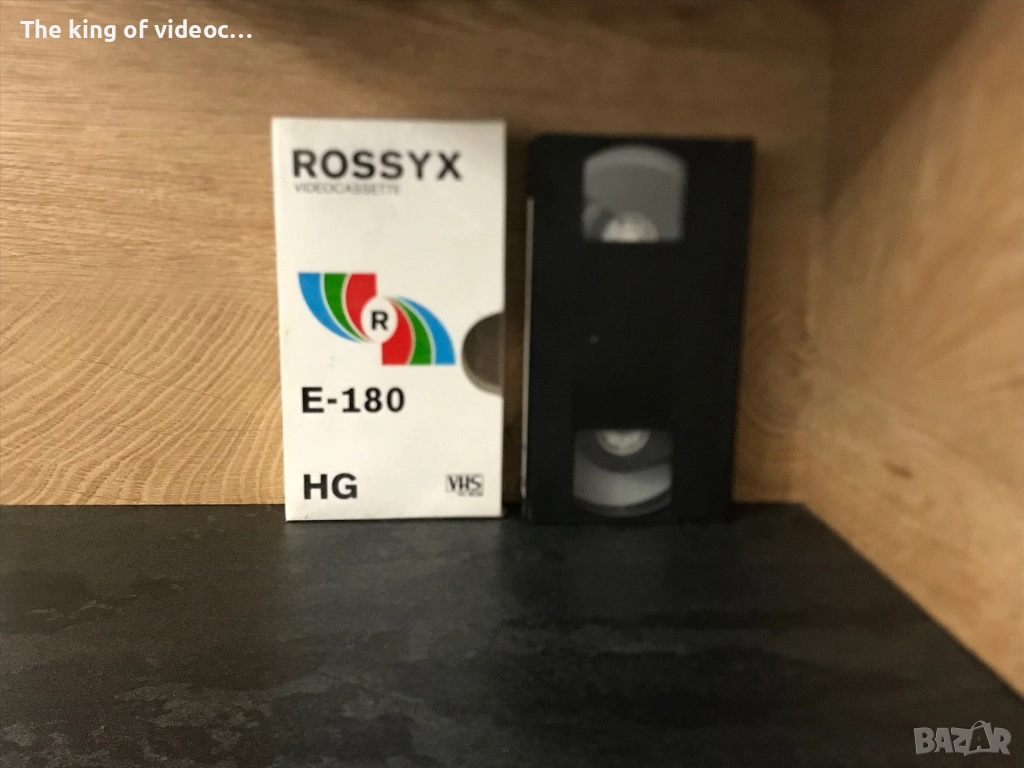 The king of videoc...
ROSSYX
VIDEOCASSETTE
R
E-180
HG
VHS
BAZAR